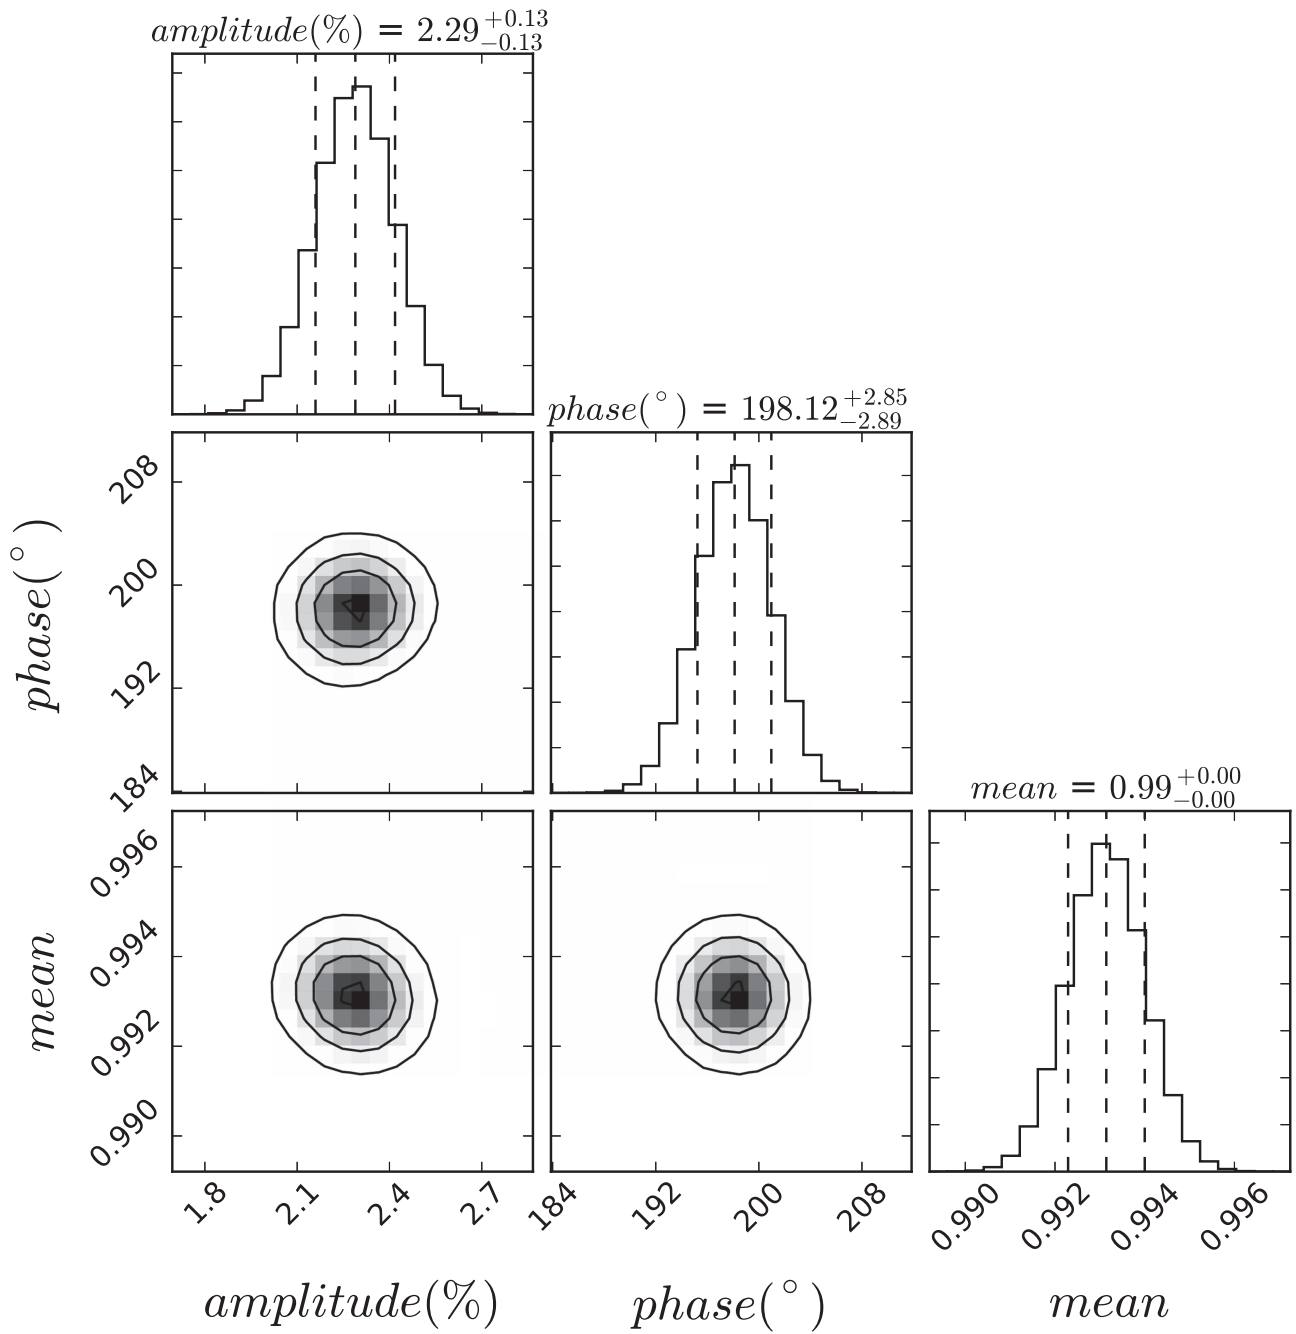 amplitude(%) = 2.29^{+0.13}_{-0.13}
phase(°) = 198.12^{+2.85}_{-2.89}
208
200
192
184
phase(°)
mean = 0.99^{+0.00}_{-0.00}
0.996
0.994
0.992
0.990
mean
1.8 2.1 2.4 2.7 184 192 200 208 0.990 0.992 0.994 0.996
amplitude(%) phase(°) mean